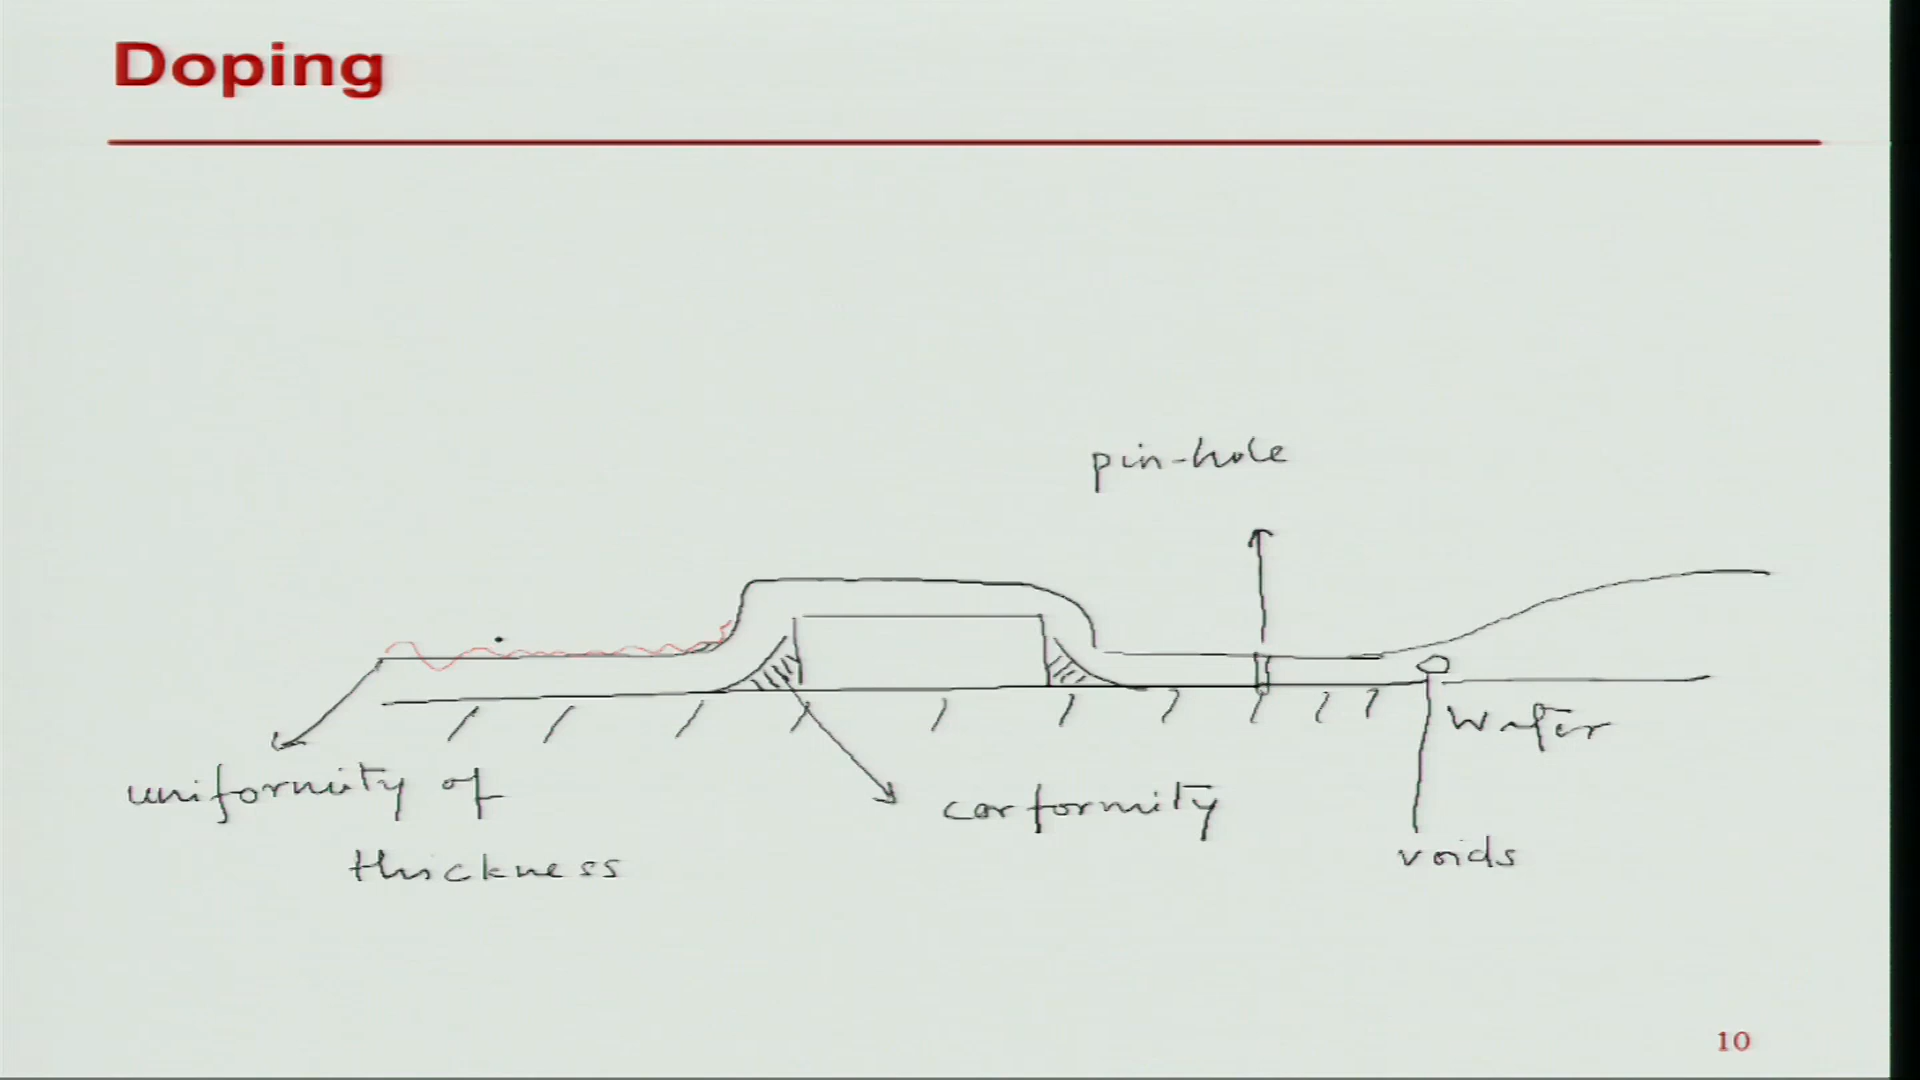 Doping
pin-hole
Wafer
uniformity of
thickness
conformity
voids
10